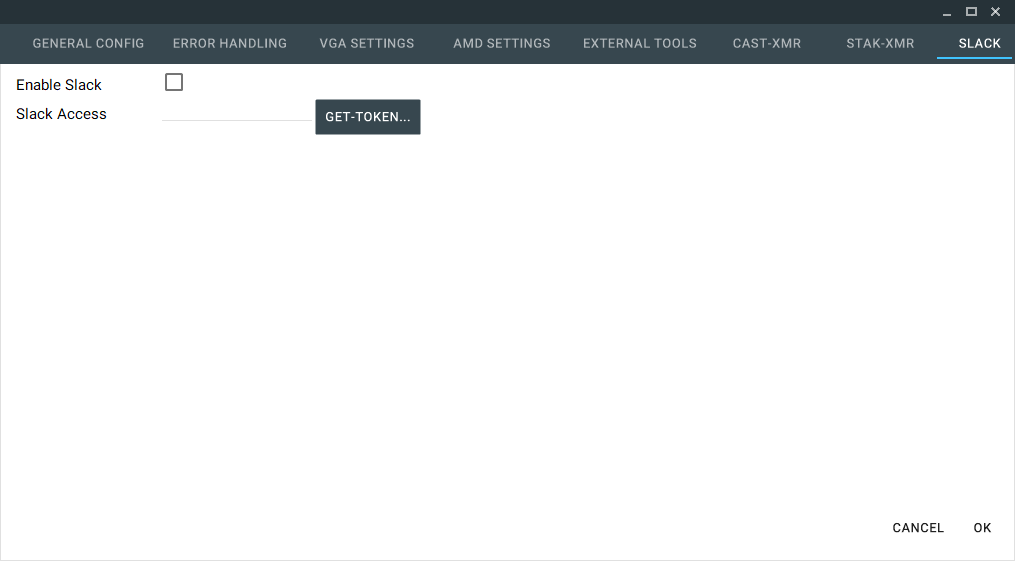 GENERAL CONFIG ERROR HANDLING VGA SETTINGS AMD SETTINGS EXTERNAL TOOLS CAST-XMR STAK-XMR SLACK
Enable Slack
Slack Access GET-TOKEN...
CANCEL OK